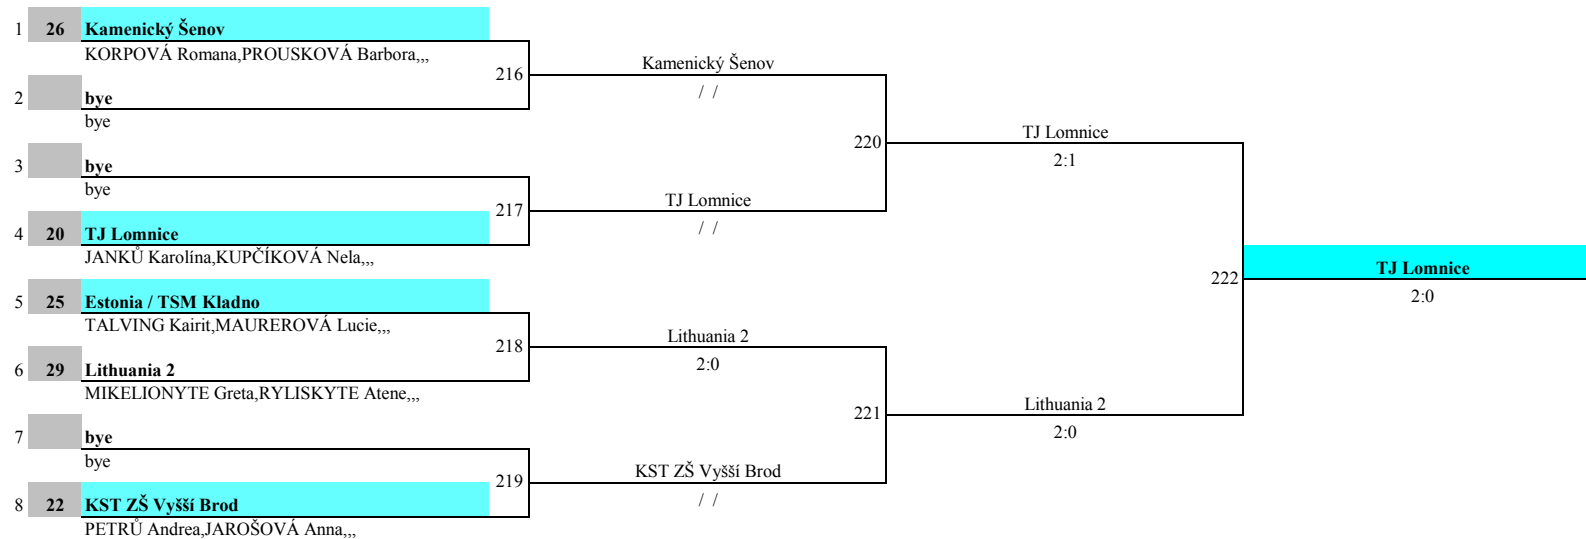 1 26 Kamenický Šenov
KORPOVÁ Romana,PROUSKOVÁ Barbora,,,
216
Kamenický Šenov
/ /
2 bye
bye
220
TJ Lomnice
2:1
3 bye
bye
217
TJ Lomnice
/ /
4 20 TJ Lomnice
JANKŮ Karolína,KUPČÍKOVÁ Nela,,,
222
TJ Lomnice
2:0
5 25 Estonia / TSM Kladno
TALVING Kairit,MAUREROVÁ Lucie,,,
218
Lithuania 2
2:0
6 29 Lithuania 2
MIKELIONYTE Greta,RYLISKYTE Atene,,,
221
Lithuania 2
2:0
7 bye
bye
219
KST ZŠ Vyšší Brod
/ /
8 22 KST ZŠ Vyšší Brod
PETRŮ Andrea,JAROŠOVÁ Anna,,,